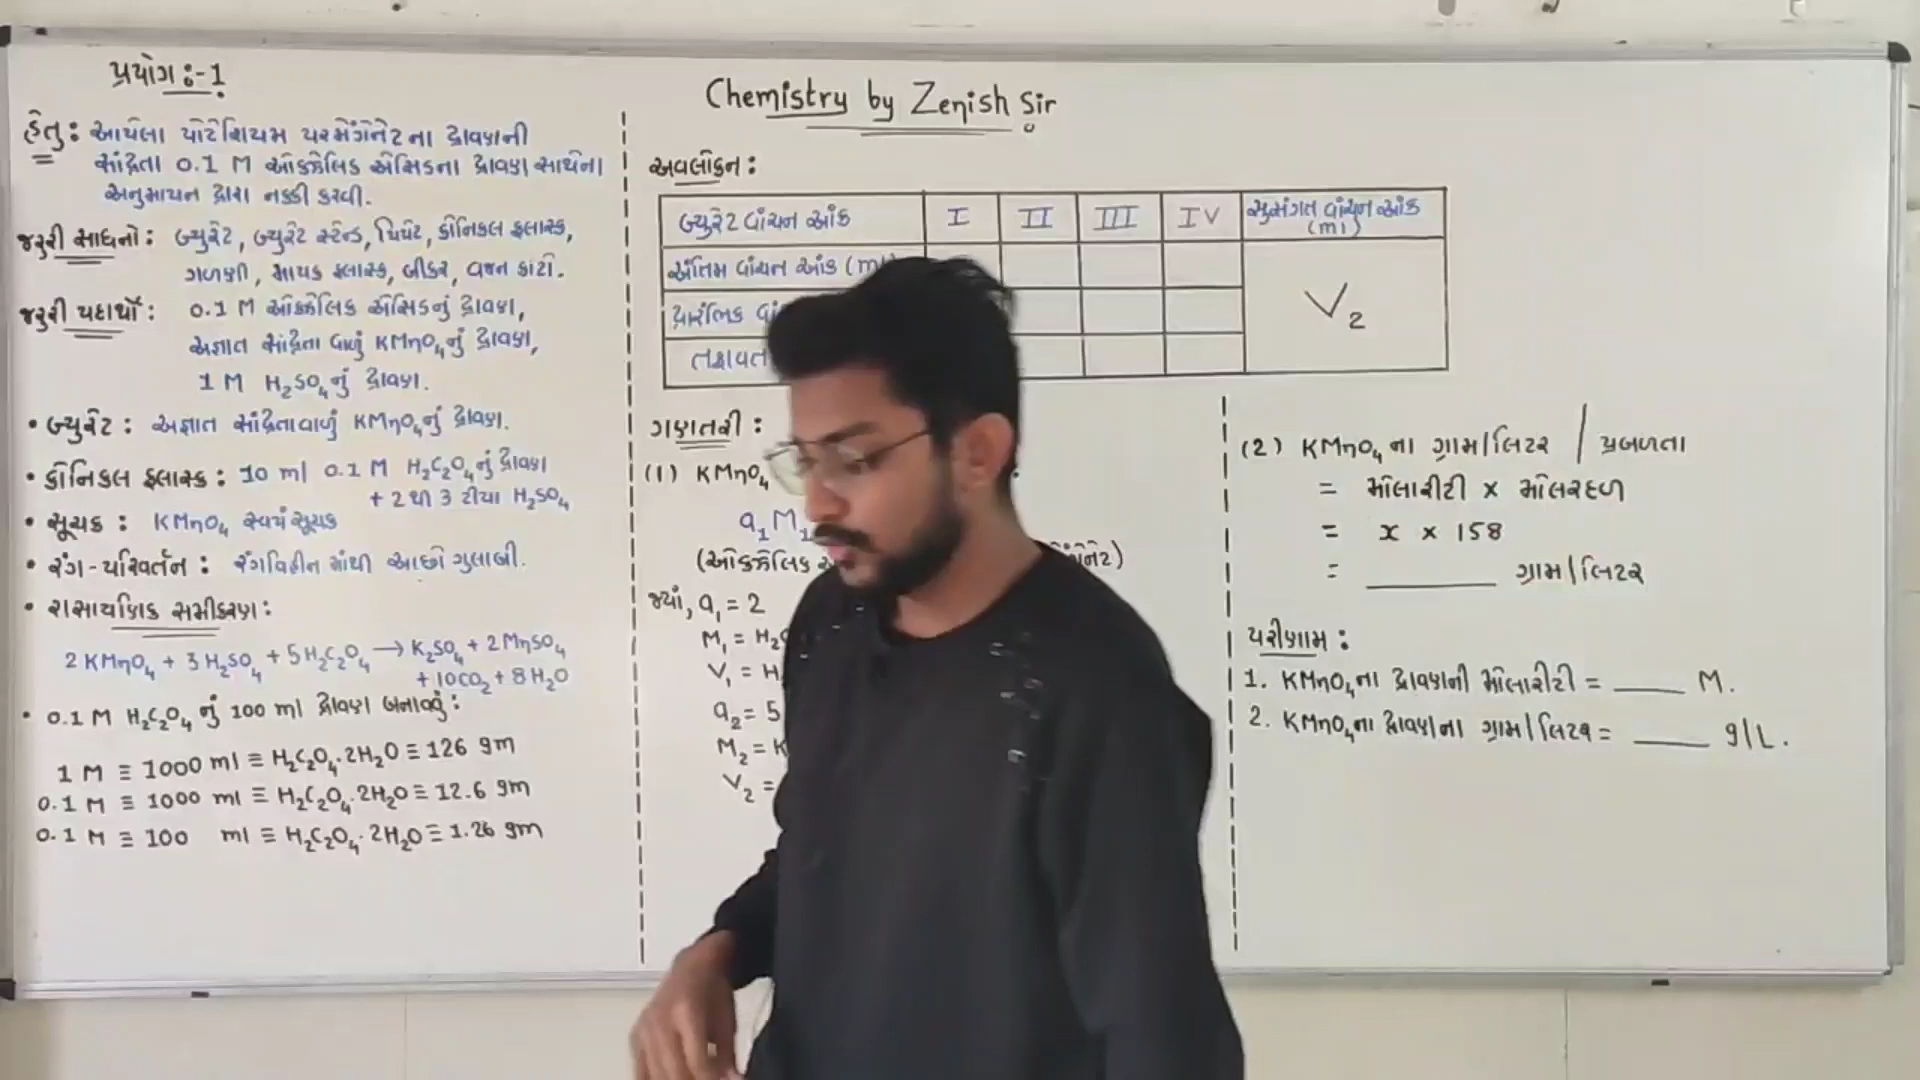 પ્રયોગ :- 1
હેતુ : આપેલા પોટેશિયમ પરમેંગેનેટના દ્રાવણની
સાંદ્રતા 0.1 M ઓક્ઝેલિક એસિડના દ્રાવણ સાથેના
અનુમાપન દ્વારા નક્કી કરવી.
જરૂરી સાધનો : બ્યુરેટ, બ્યુરેટ સ્ટેન્ડ, પિપેટ, કોનિકલ ફ્લાસ્ક,
ગળણી, માપક ફ્લાસ્ક, બીકર, વજન કાંટો.
જરૂરી પદાર્થો : 0.1 M ઓક્ઝેલિક એસિડનું દ્રાવણ,
અજ્ઞાત સાંદ્રતા વાળું KMnO₄નું દ્રાવણ,
1 M H₂SO₄નું દ્રાવણ.
• બ્યુરેટ : અજ્ઞાત સાંદ્રતાવાળું KMnO₄નું દ્રાવણ.
• કોનિકલ ફ્લાસ્ક : 10 ml 0.1 M H₂C₂O₄નું દ્રાવણ
+ 2 થી 3 ટીપા H₂SO₄
• સૂચક : KMnO₄ સ્વયં સૂચક
• રંગ-પરિવર્તન : રંગવિહીન માંથી આછો ગુલાબી.
• રાસાયણિક સમીકરણ :
2 KMnO₄ + 3 H₂SO₄ + 5 H₂C₂O₄ → K₂SO₄ + 2 MnSO₄
+ 10 CO₂ + 8 H₂O
• 0.1 M H₂C₂O₄ નું 100 ml દ્રાવણ બનાવવું :
1 M ≡ 1000 ml ≡ H₂C₂O₄·2H₂O ≡ 126 gm
0.1 M ≡ 1000 ml ≡ H₂C₂O₄·2H₂O ≡ 12.6 gm
0.1 M ≡ 100 ml ≡ H₂C₂O₄·2H₂O ≡ 1.26 gm
Chemistry by Zenish Sir
અવલોકન :
બ્યુરેટ વાંચન આંક I II III IV સુસંગત વાંચન આંક (ml)
અંતિમ વાંચન આંક (ml)
પ્રારંભિક
તફાવત
V₂
ગણતરી :
(1) KMnO₄
a₁M₁
(ઓક્ઝેલિક
જ્યાં, a₁ = 2
M₁ =
V₁ =
a₂ = 5
M₂ =
V₂ =
(2) KMnO₄ના ગ્રામ/લિટર / પ્રબળતા
= મોલારીટી × મોલરદળ
= x × 158
= ______ ગ્રામ/લિટર
પરીણામ :
1. KMnO₄ના દ્રાવણની મોલારીટી = ____ M.
2. KMnO₄ના દ્રાવણના ગ્રામ/લિટર = ____ g/L.